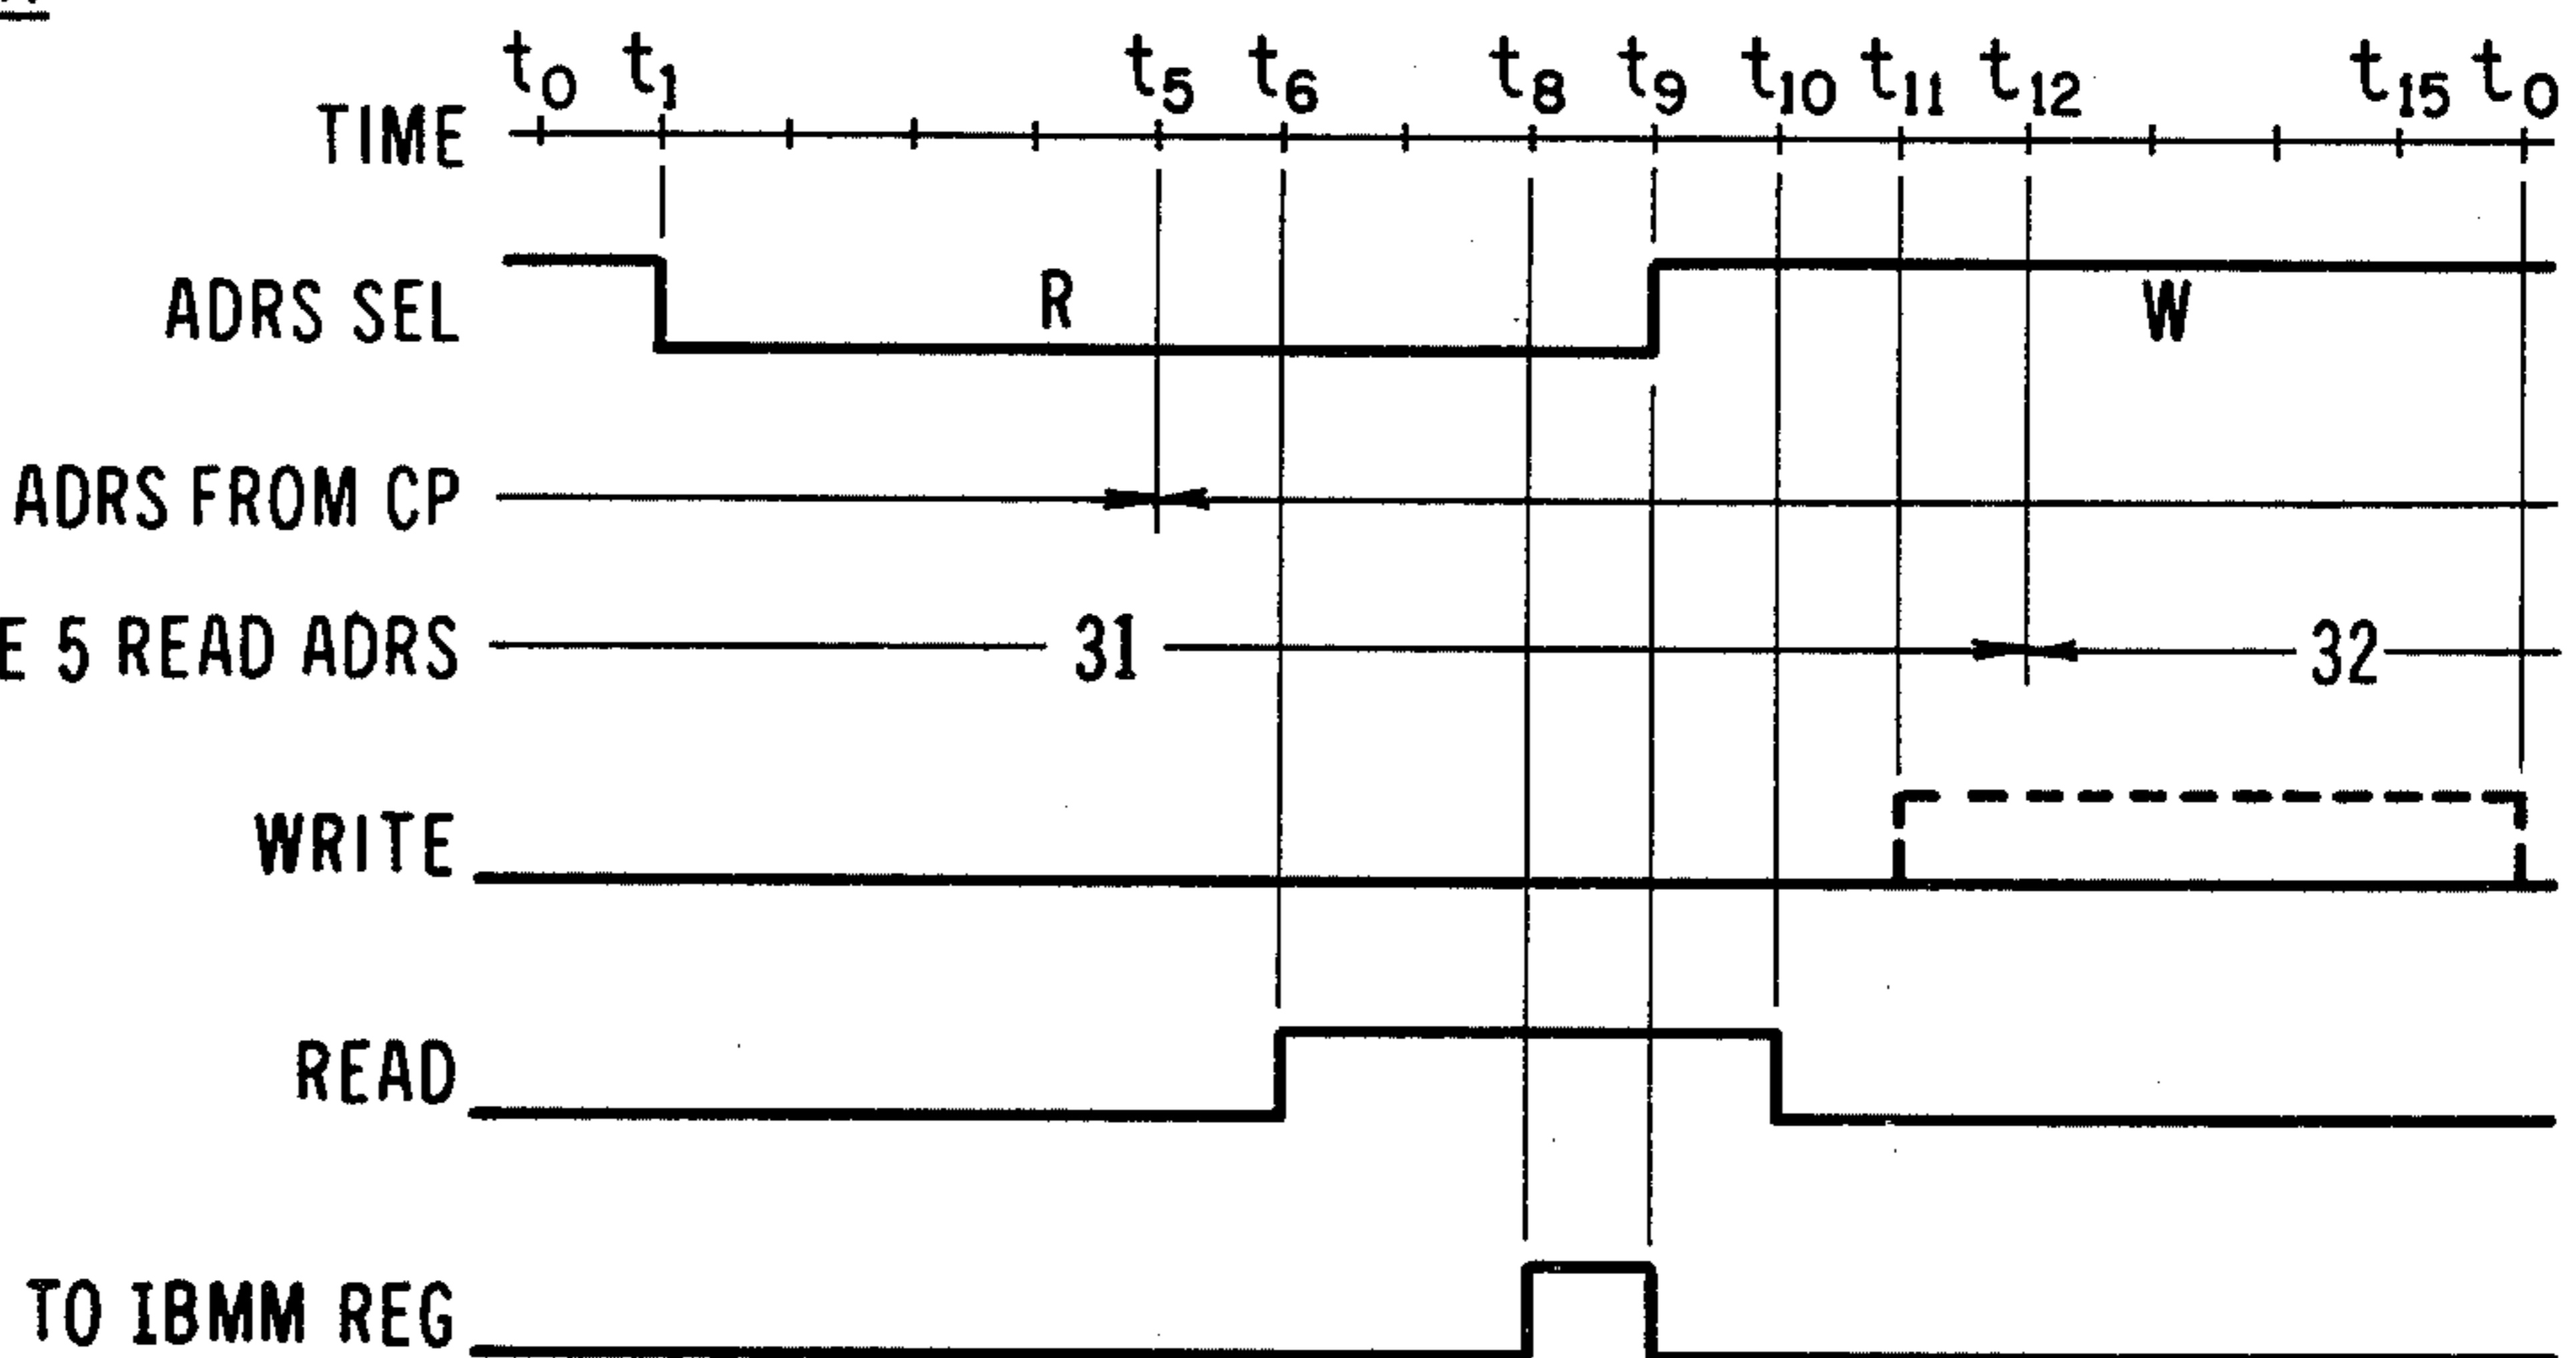 t0 t1 t5 t6 t8 t9 t10 t11 t12 t15 t0
TIME
ADRS SEL R W
ADRS FROM CP
E 5 READ ADRS 31 32
WRITE
READ
TO IBMM REG